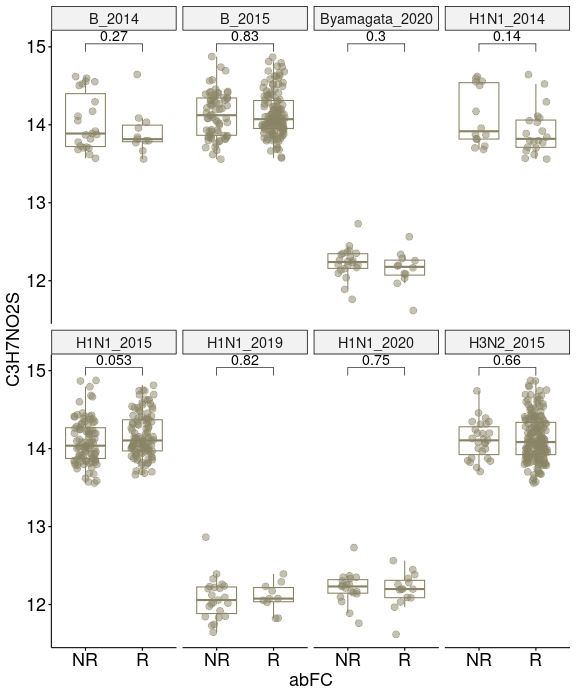 B_2014 B_2015 Byamagata_2020 H1N1_2014
0.27 0.83 0.3 0.14
15
14
13
12
C3H7NO2S
H1N1_2015 H1N1_2019 H1N1_2020 H3N2_2015
0.053 0.82 0.75 0.66
15
14
13
12
NR R NR R NR R NR R
abFC